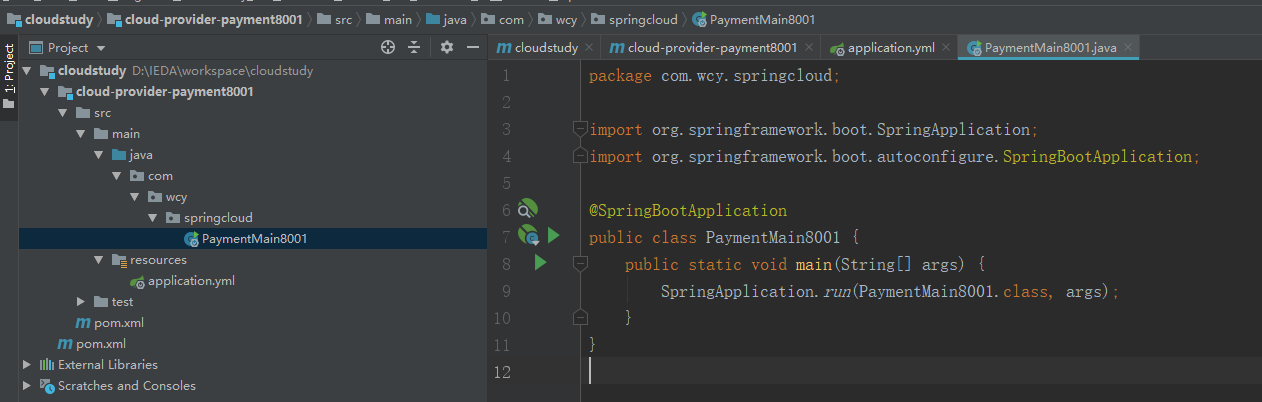 cloudstudy cloud-provider-payment8001 src main java com wcy springcloud PaymentMain8001
1: Project
Project
cloudstudy D:\IEDA\workspace\cloudstudy
cloud-provider-payment8001
src
main
java
com
wcy
springcloud
PaymentMain8001
resources
application.yml
test
pom.xml
pom.xml
External Libraries
Scratches and Consoles
cloudstudy cloud-provider-payment8001 application.yml PaymentMain8001.java
1 package com.wcy.springcloud;
2
3 import org.springframework.boot.SpringApplication;
4 import org.springframework.boot.autoconfigure.SpringBootApplication;
5
6 @SpringBootApplication
7 public class PaymentMain8001 {
8 public static void main(String[] args) {
9 SpringApplication.run(PaymentMain8001.class, args);
10 }
11 }
12